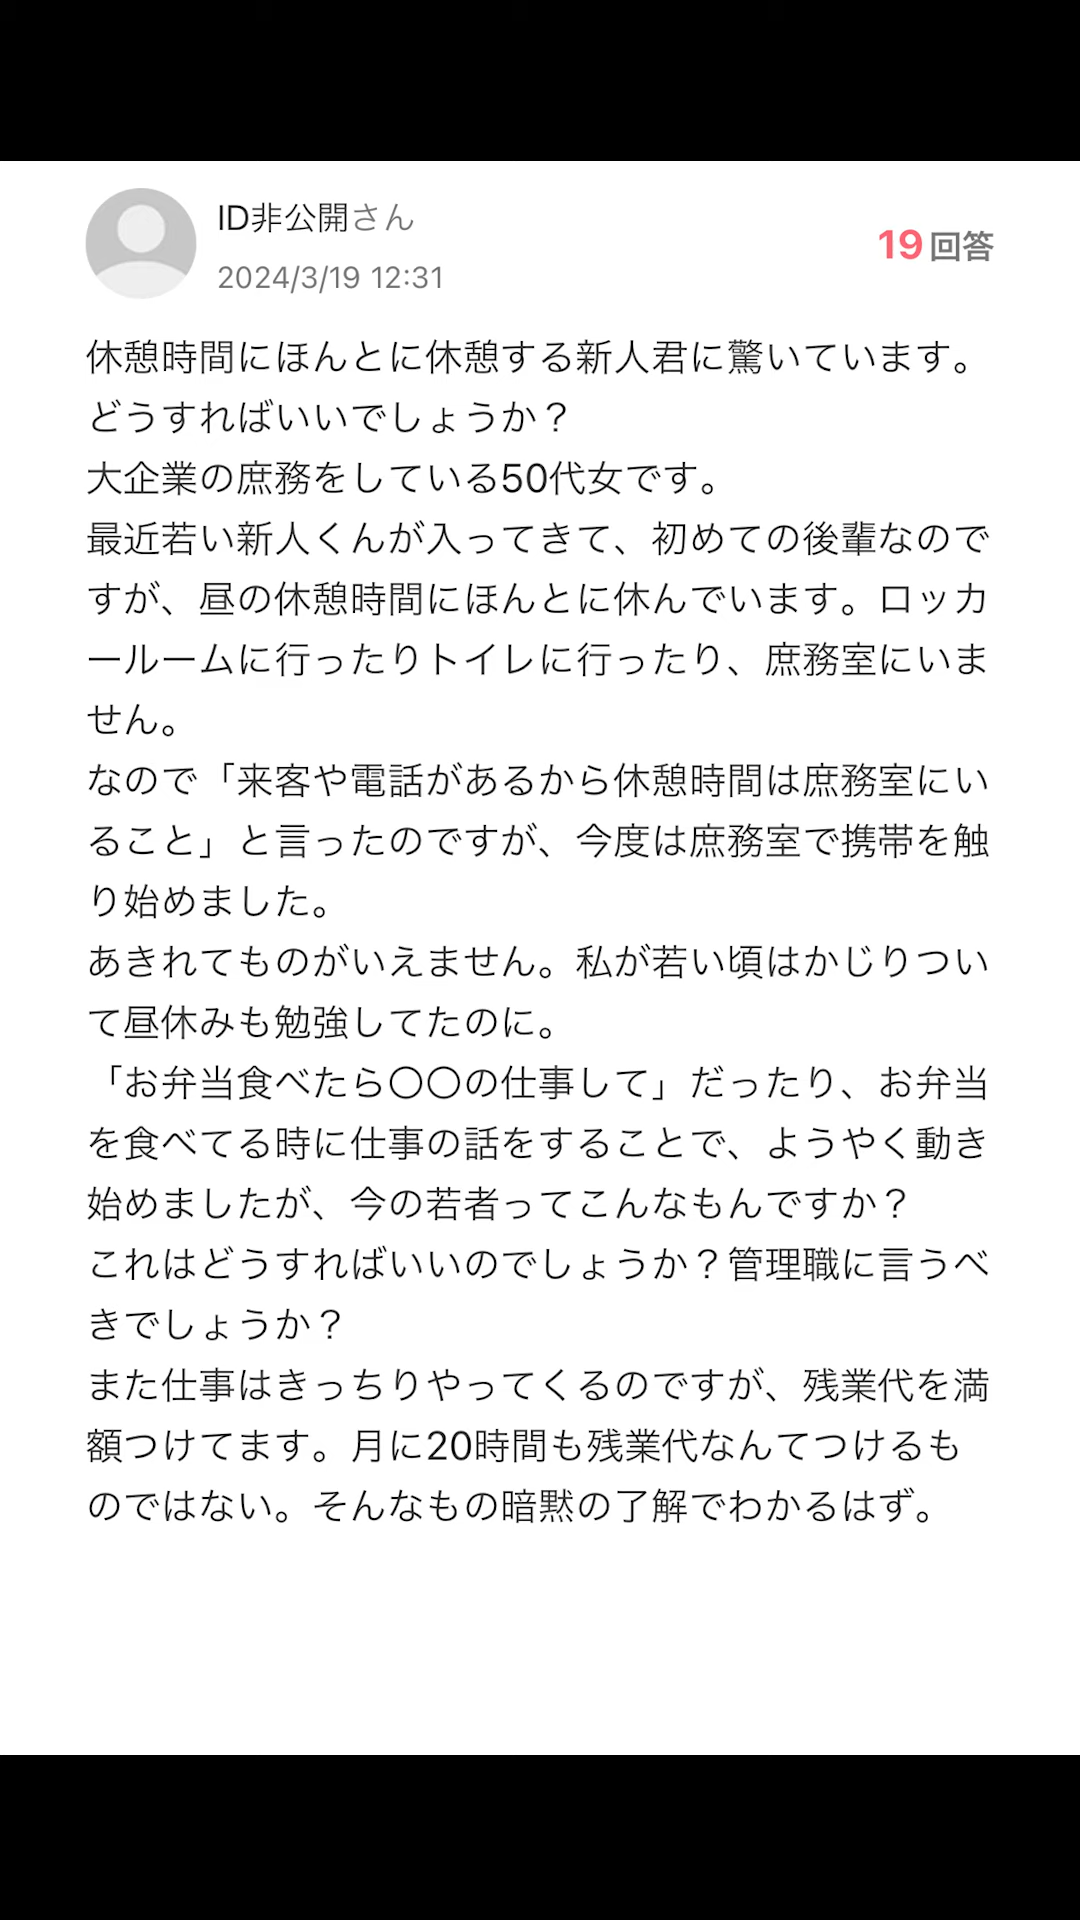 ID非公開さん
19回答
2024/3/19 12:31
休憩時間にほんとに休憩する新人君に驚いています。
どうすればいいでしょうか？
大企業の庶務をしている50代女です。
最近若い新人くんが入ってきて、初めての後輩なので
すが、昼の休憩時間にほんとに休んでいます。ロッカ
ールームに行ったりトイレに行ったり、庶務室にいま
せん。
なので「来客や電話があるから休憩時間は庶務室にい
ること」と言ったのですが、今度は庶務室で携帯を触
り始めました。
あきれてものがいえません。私が若い頃はかじりつい
て昼休みも勉強してたのに。
「お弁当食べたら〇〇の仕事して」だったり、お弁当
を食べてる時に仕事の話をすることで、ようやく動き
始めましたが、今の若者ってこんなもんですか？
これはどうすればいいのでしょうか？管理職に言うべ
きでしょうか？
また仕事はきっちりやってくるのですが、残業代を満
額つけてます。月に20時間も残業代なんてつけるも
のではない。そんなもの暗黙の了解でわかるはず。